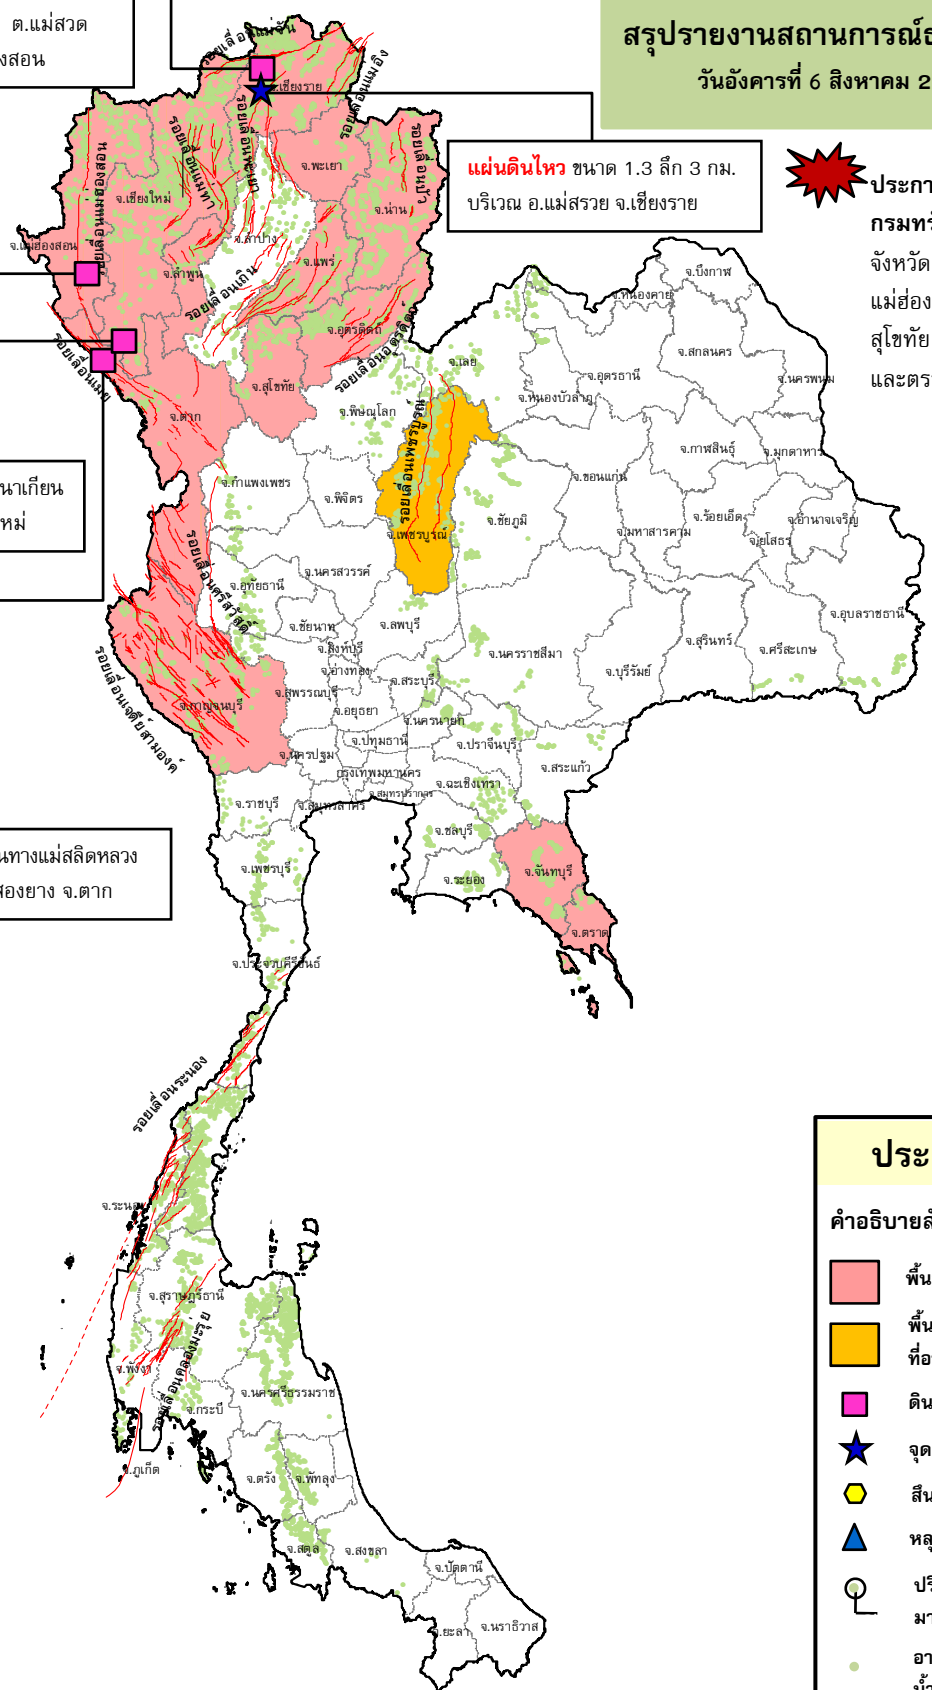 ต.แม่สวด
งสอน
สรุปรายงานสถานการณ์ธ
วันอังคารที่ 6 สิงหาคม 2
แผ่นดินไหว ขนาด 1.3 ลึก 3 กม.
บริเวณ อ.แม่สรวย จ.เชียงราย
ประกา
กรมทรั
จังหวัด
แม่ฮ่อง
สุโขทัย
และตรา
นาเกียน
หม่
นทางแม่สลิดหลวง
สองยาง จ.ตาก
รอยเลื่อนแม่จัน
รอยเลื่อนแม่อิง
จ.เชียงราย
รอยเลื่อนพะเยา
รอยเลื่อนแม่ทา
รอยเลื่อนแม่ฮ่องสอน
รอยเลื่อนปัว
จ.พะเยา
จ.เชียงใหม่
จ.น่าน
จ.แม่ฮ่องสอน
จ.ลำปาง
จ.ลำพูน
จ.แพร่
รอยเลื่อนเถิน
จ.อุตรดิตถ์
รอยเลื่อนอุตรดิตถ์
รอยเลื่อนเมย
จ.สุโขทัย
จ.ตาก
จ.พิษณุโลก
จ.บึงกาฬ
จ.หนองคาย
จ.เลย
จ.อุดรธานี
จ.สกลนคร
จ.นครพนม
จ.หนองบัวลำภู
รอยเลื่อนเพชรบูรณ์
จ.กำแพงเพชร
จ.พิจิตร
จ.เพชรบูรณ์
จ.ขอนแก่น
จ.กาฬสินธุ์
จ.มุกดาหาร
จ.ชัยภูมิ
จ.มหาสารคาม
จ.ร้อยเอ็ด
จ.ยโสธร
จ.อำนาจเจริญ
รอยเลื่อนศรีสวัสดิ์
จ.นครสวรรค์
จ.อุทัยธานี
จ.ชัยนาท
จ.ลพบุรี
จ.อุบลราชธานี
จ.สิงห์บุรี
จ.อ่างทอง
จ.สระบุรี
จ.นครราชสีมา
จ.บุรีรัมย์
จ.สุรินทร์
จ.ศรีสะเกษ
รอยเลื่อนเจดีย์สามองค์
จ.กาญจนบุรี
จ.สุพรรณบุรี
จ.อยุธยา
จ.นครนายก
จ.ปทุมธานี
จ.ปราจีนบุรี
จ.นครปฐม
กรุงเทพมหานคร
จ.สระแก้ว
จ.ฉะเชิงเทรา
จ.สมุทรปราการ
จ.ราชบุรี
จ.สมุทรสาคร
จ.ชลบุรี
จ.เพชรบุรี
จ.ระยอง
จ.จันทบุรี
จ.ตราด
จ.ประจวบคีรีขันธ์
รอยเลื่อนระนอง
จ.ระนอง
จ.สุราษฎร์ธานี
รอยเลื่อนคลองมะรุ่ย
จ.พังงา
จ.นครศรีธรรมราช
จ.กระบี่
จ.ภูเก็ต
จ.ตรัง
จ.พัทลุง
จ.สตูล
จ.สงขลา
จ.ปัตตานี
จ.ยะลา
จ.นราธิวาส
ประ
คำอธิบายสั
พื้น
พื้น
ที่อ
ดิน
จุด
สึน
หลุ
ปริ
มา
อา
น้ำ